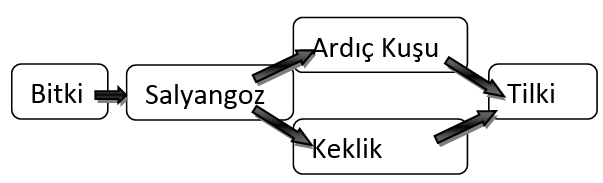 Bitki
Salyangoz
Ardıç Kuşu
Keklik
Tilki